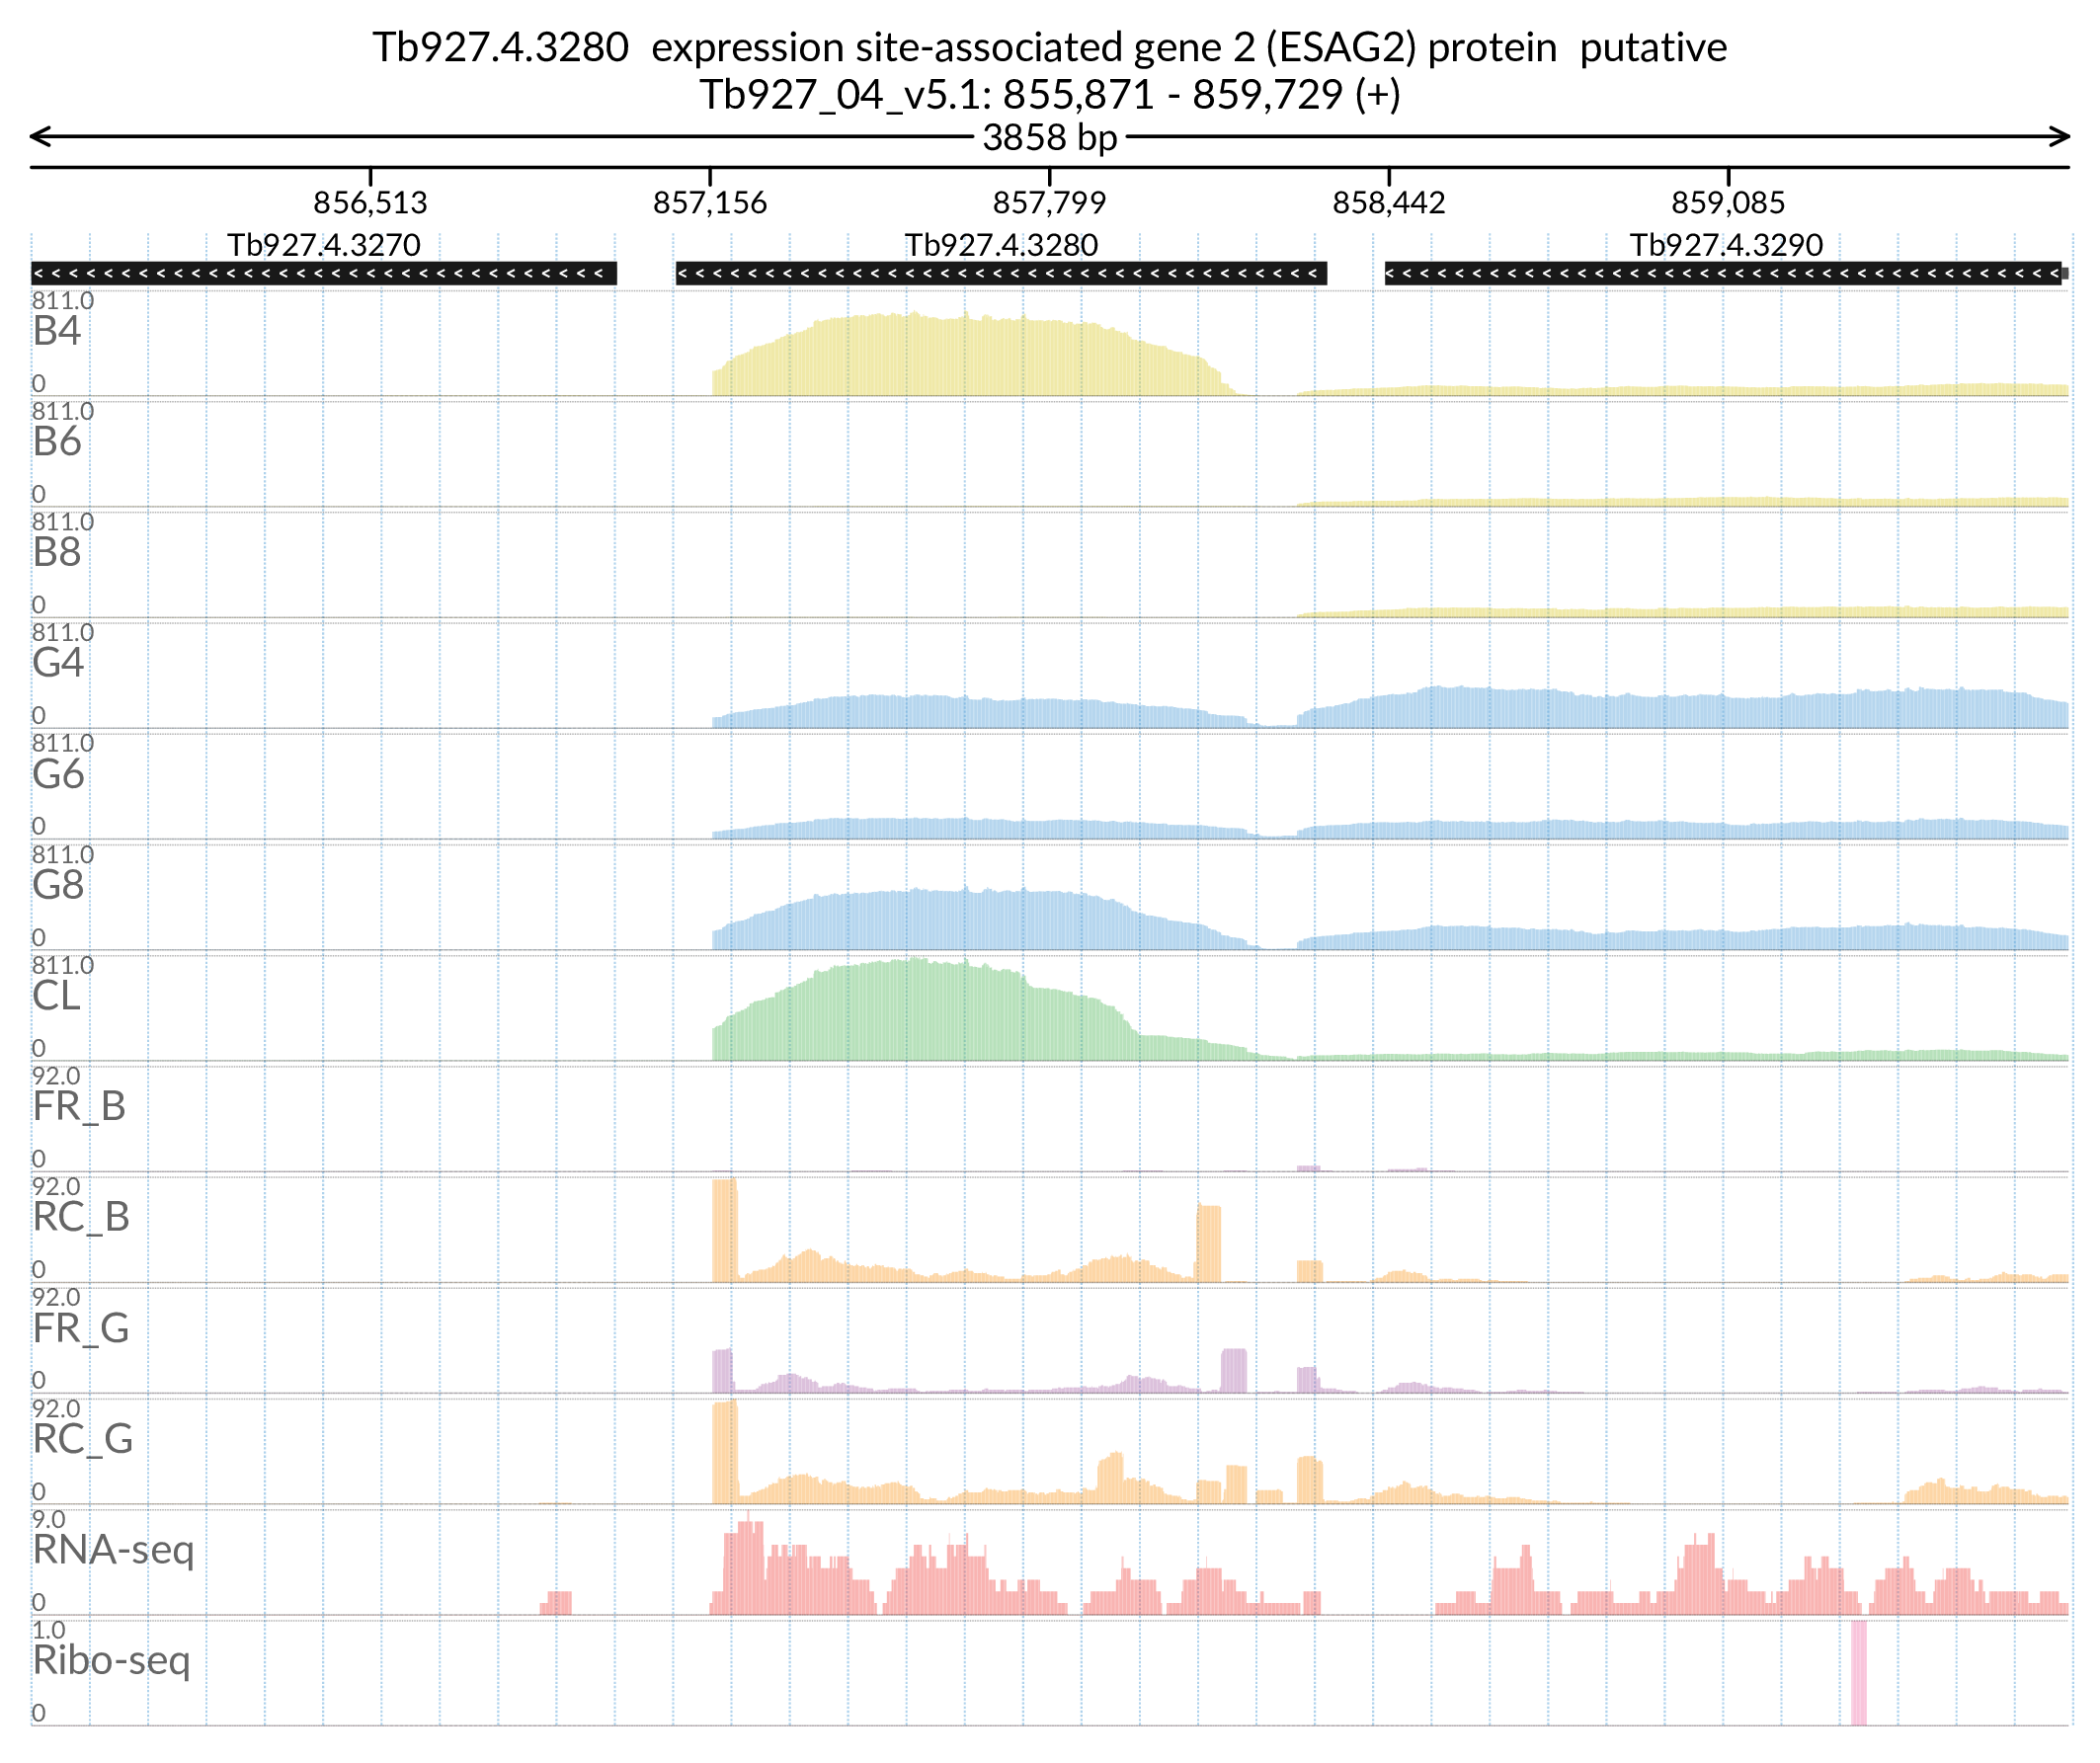 Tb927.4.3280  expression site-associated gene 2 (ESAG2) protein  putative
Tb927_04_v5.1: 855,871 - 859,729 (+)
3858 bp
856,513 857,156 857,799 858,442 859,085
Tb927.4.3270 Tb927.4.3280 Tb927.4.3290
811.0
B4
0
811.0
B6
0
811.0
B8
0
811.0
G4
0
811.0
G6
0
811.0
G8
0
811.0
CL
0
92.0
FR_B
0
92.0
RC_B
0
92.0
FR_G
0
92.0
RC_G
0
9.0
RNA-seq
0
1.0
Ribo-seq
0